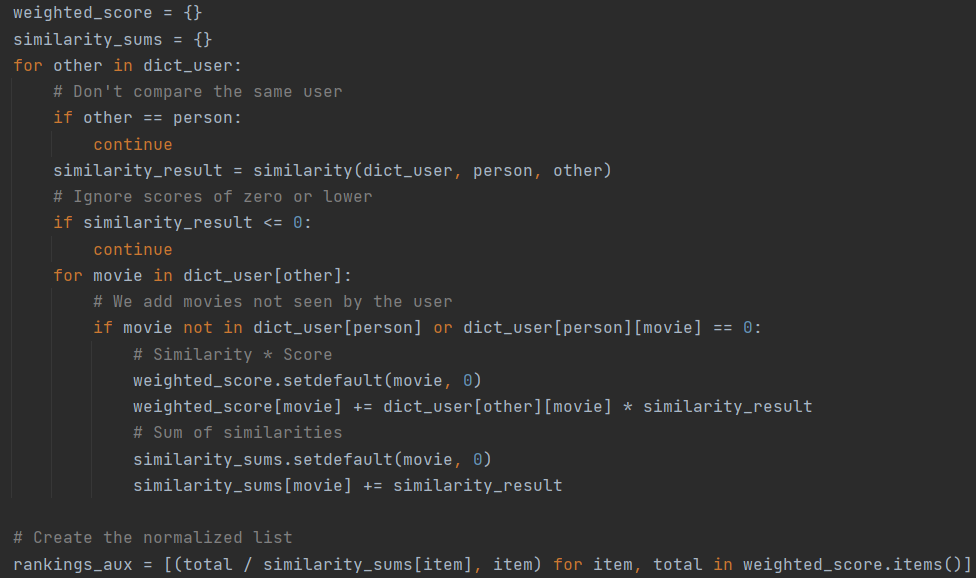 weighted_score = {}
similarity_sums = {}
for other in dict_user:
    # Don't compare the same user
    if other == person:
        continue
    similarity_result = similarity(dict_user, person, other)
    # Ignore scores of zero or lower
    if similarity_result <= 0:
        continue
    for movie in dict_user[other]:
        # We add movies not seen by the user
        if movie not in dict_user[person] or dict_user[person][movie] == 0:
            # Similarity * Score
            weighted_score.setdefault(movie, 0)
            weighted_score[movie] += dict_user[other][movie] * similarity_result
            # Sum of similarities
            similarity_sums.setdefault(movie, 0)
            similarity_sums[movie] += similarity_result

# Create the normalized list
rankings_aux = [(total / similarity_sums[item], item) for item, total in weighted_score.items()]